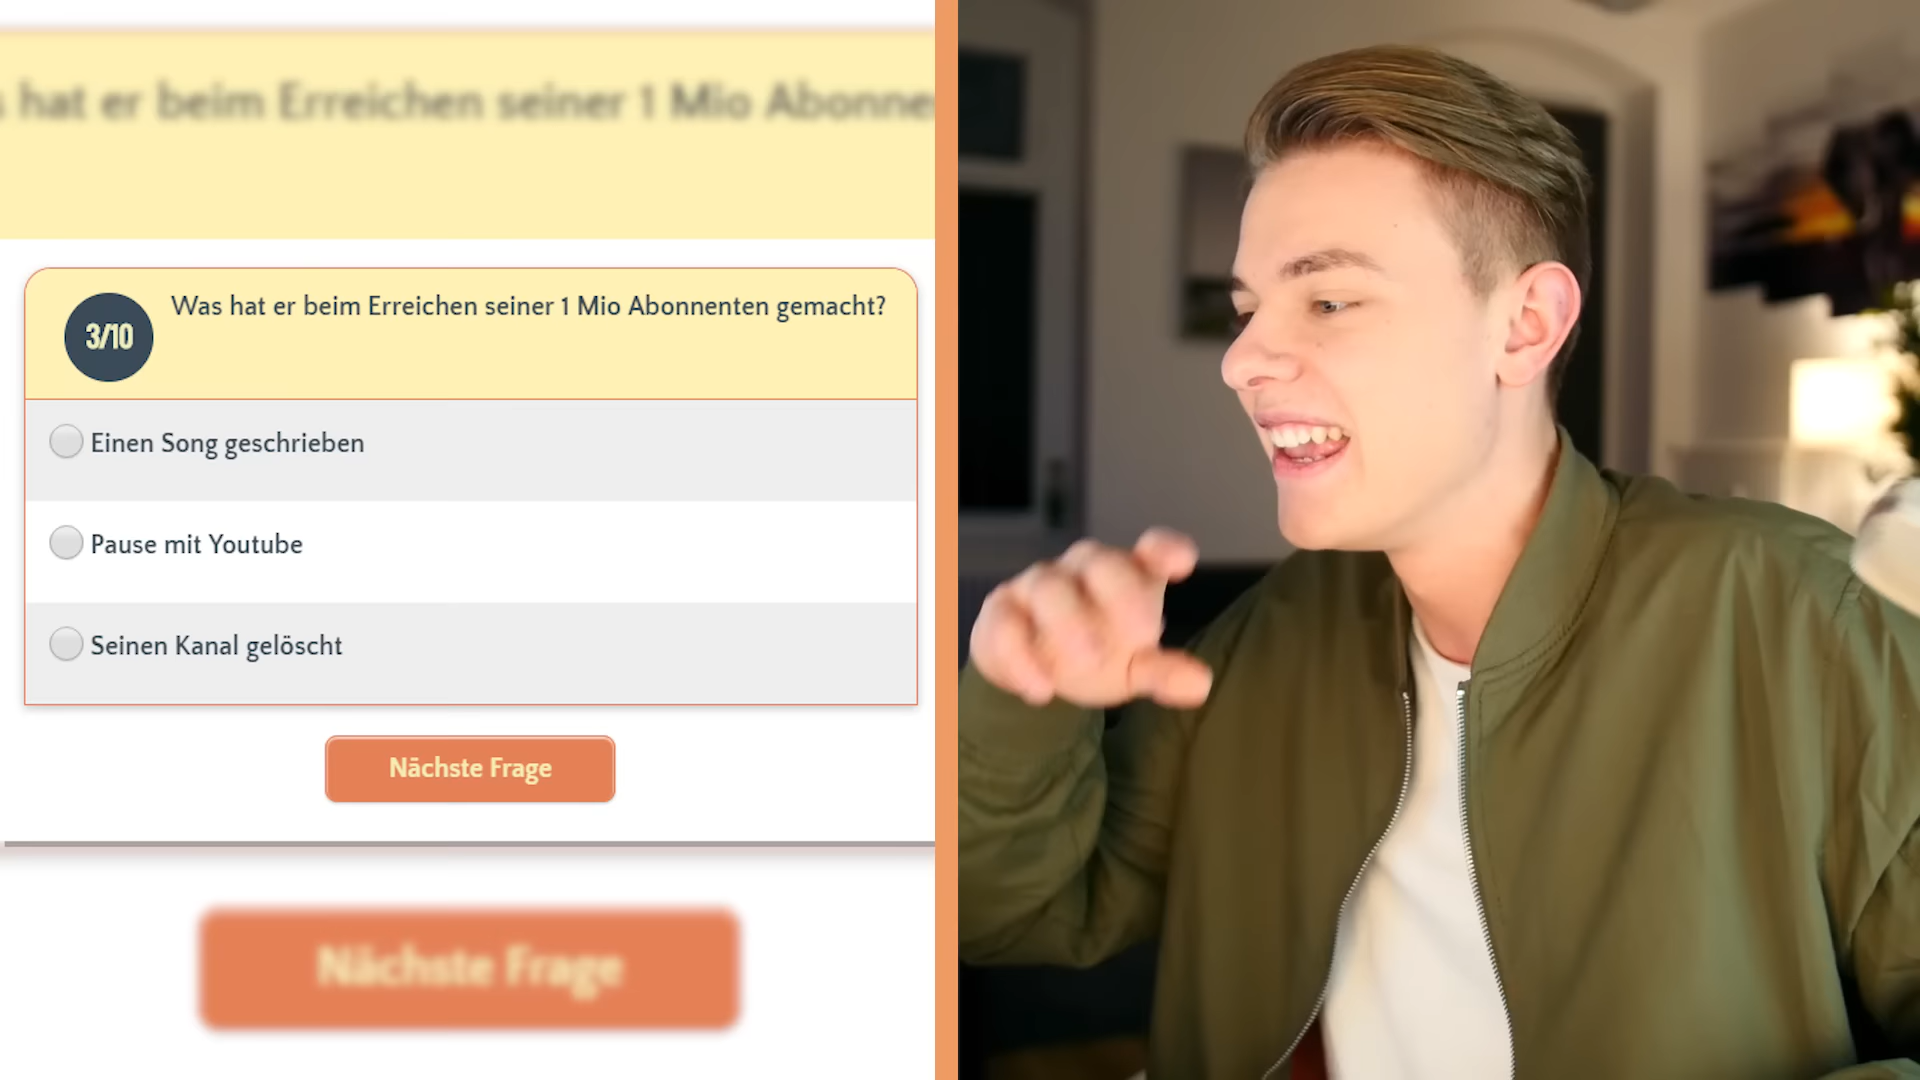 hat er beim Erreichen seiner 1 Mio Abonne
3/10
Was hat er beim Erreichen seiner 1 Mio Abonnenten gemacht?
Einen Song geschrieben
Pause mit Youtube
Seinen Kanal gelöscht
Nächste Frage
Nächste Frage